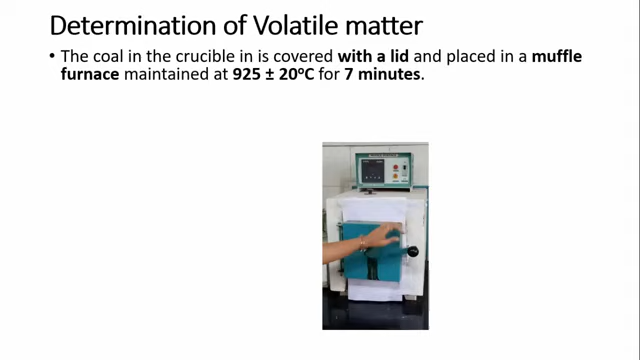 Determination of Volatile matter
• The coal in the crucible in is covered with a lid and placed in a muffle
furnace maintained at 925 ± 20°C for 7 minutes.